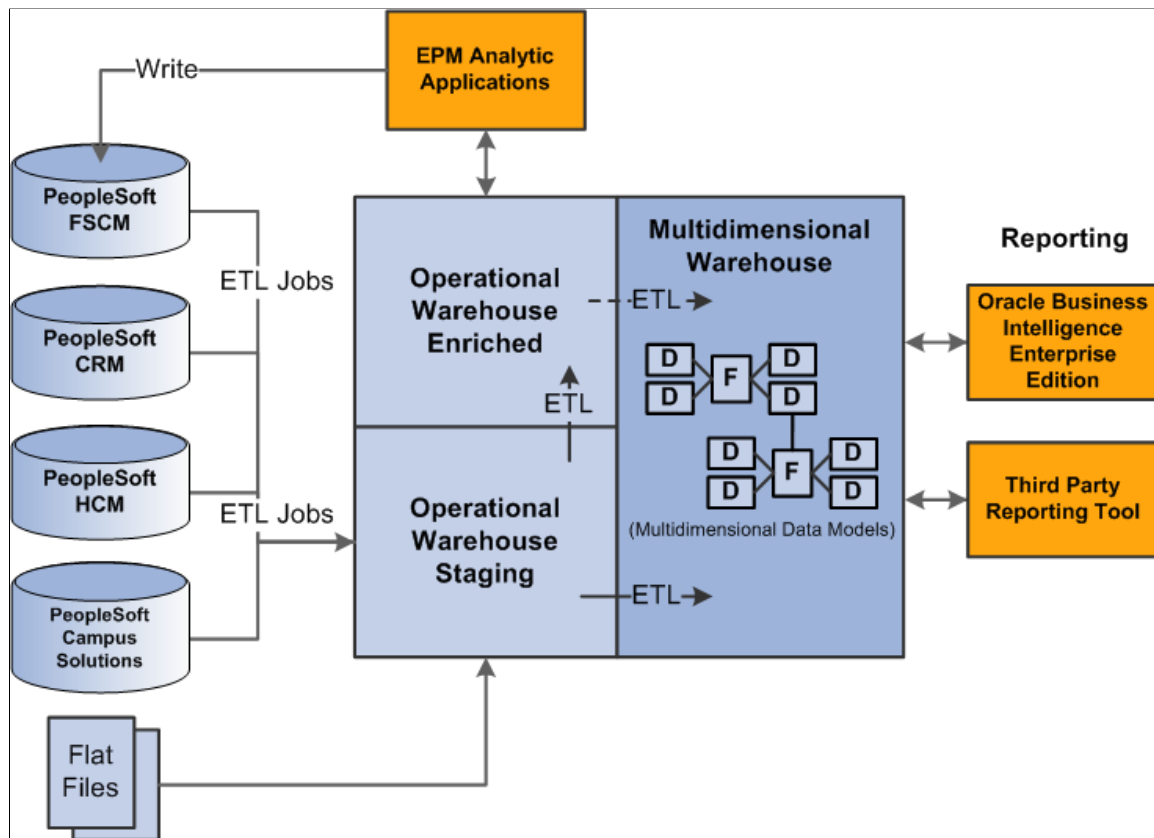 EPM Analytic
Applications
Write
PeopleSoft
FSCM
ETL Jobs
PeopleSoft
CRM
PeopleSoft
HCM
ETL Jobs
PeopleSoft
Campus
Solutions
Flat
Files
Operational
Warehouse
Enriched
ETL
Operational
Warehouse
Staging
Multidimensional
Warehouse
ETL
D
D
F
D
D
D
D
F
D
D
(Multidimensional Data Models)
ETL
Reporting
Oracle Business
Intelligence
Enterprise
Edition
Third Party
Reporting Tool